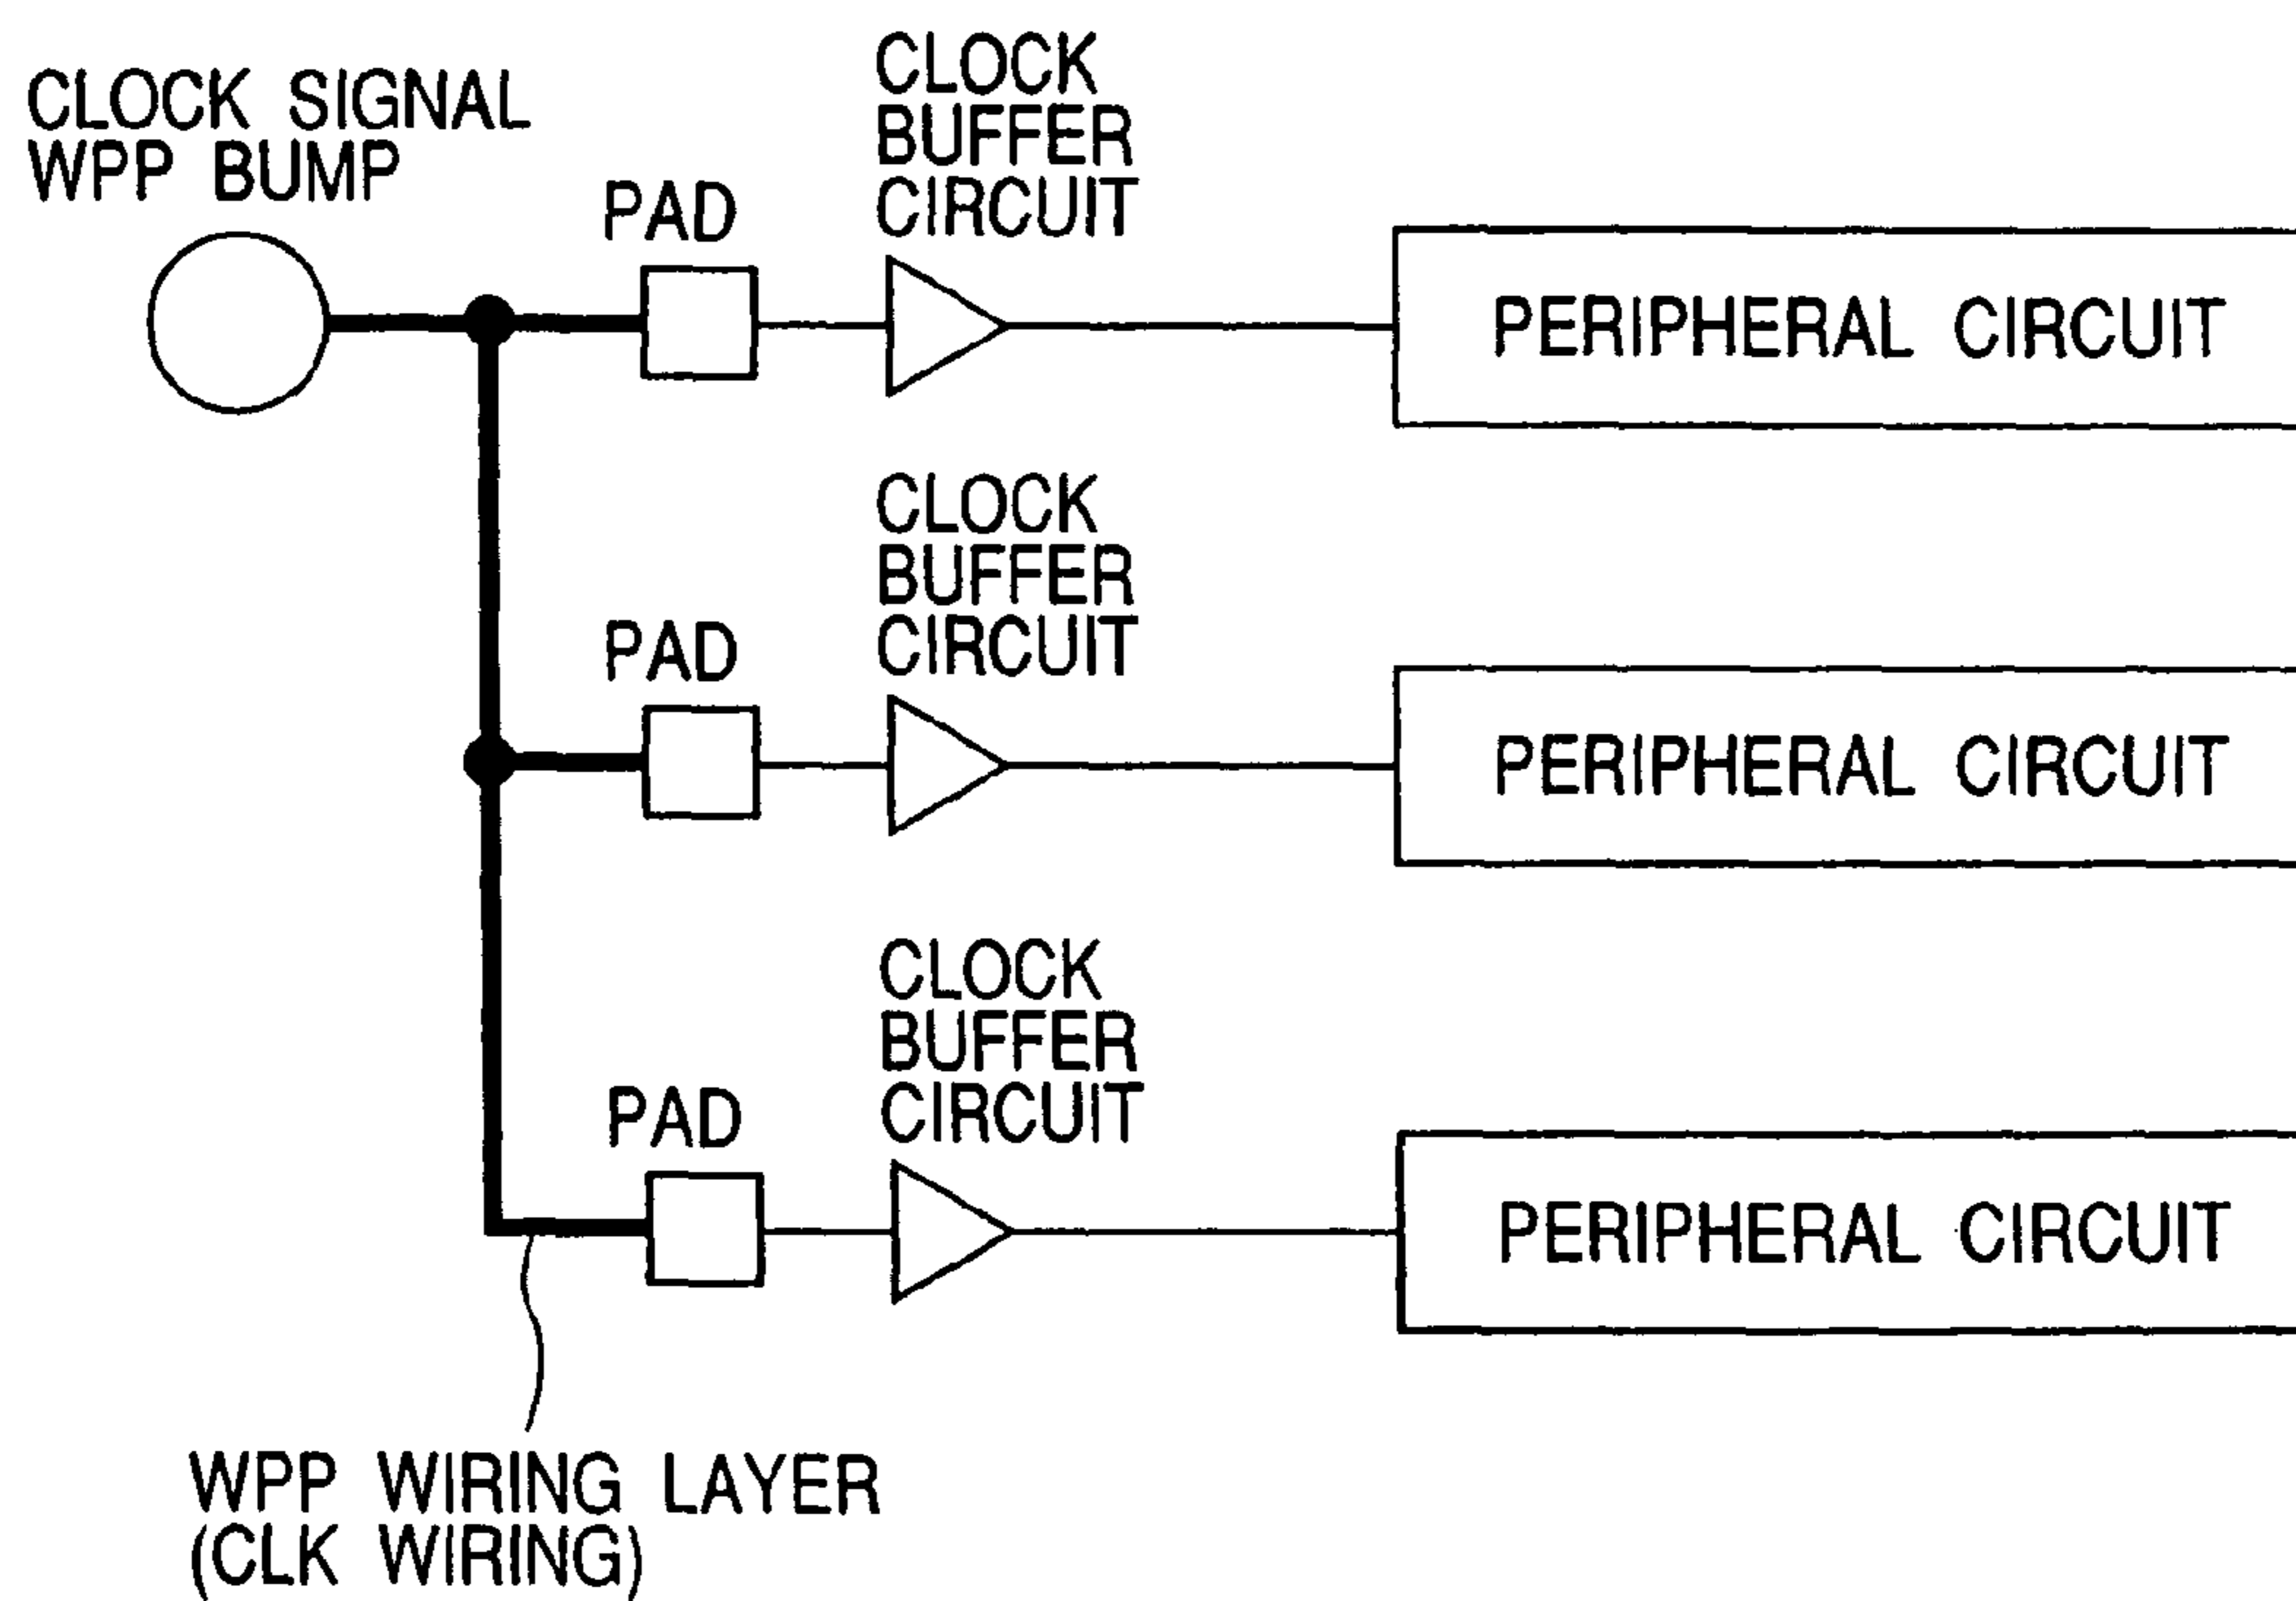 CLOCK SIGNAL
WPP BUMP
PAD
CLOCK
BUFFER
CIRCUIT
PERIPHERAL CIRCUIT
PAD
CLOCK
BUFFER
CIRCUIT
PERIPHERAL CIRCUIT
PAD
CLOCK
BUFFER
CIRCUIT
PERIPHERAL CIRCUIT
WPP WIRING LAYER
(CLK WIRING)